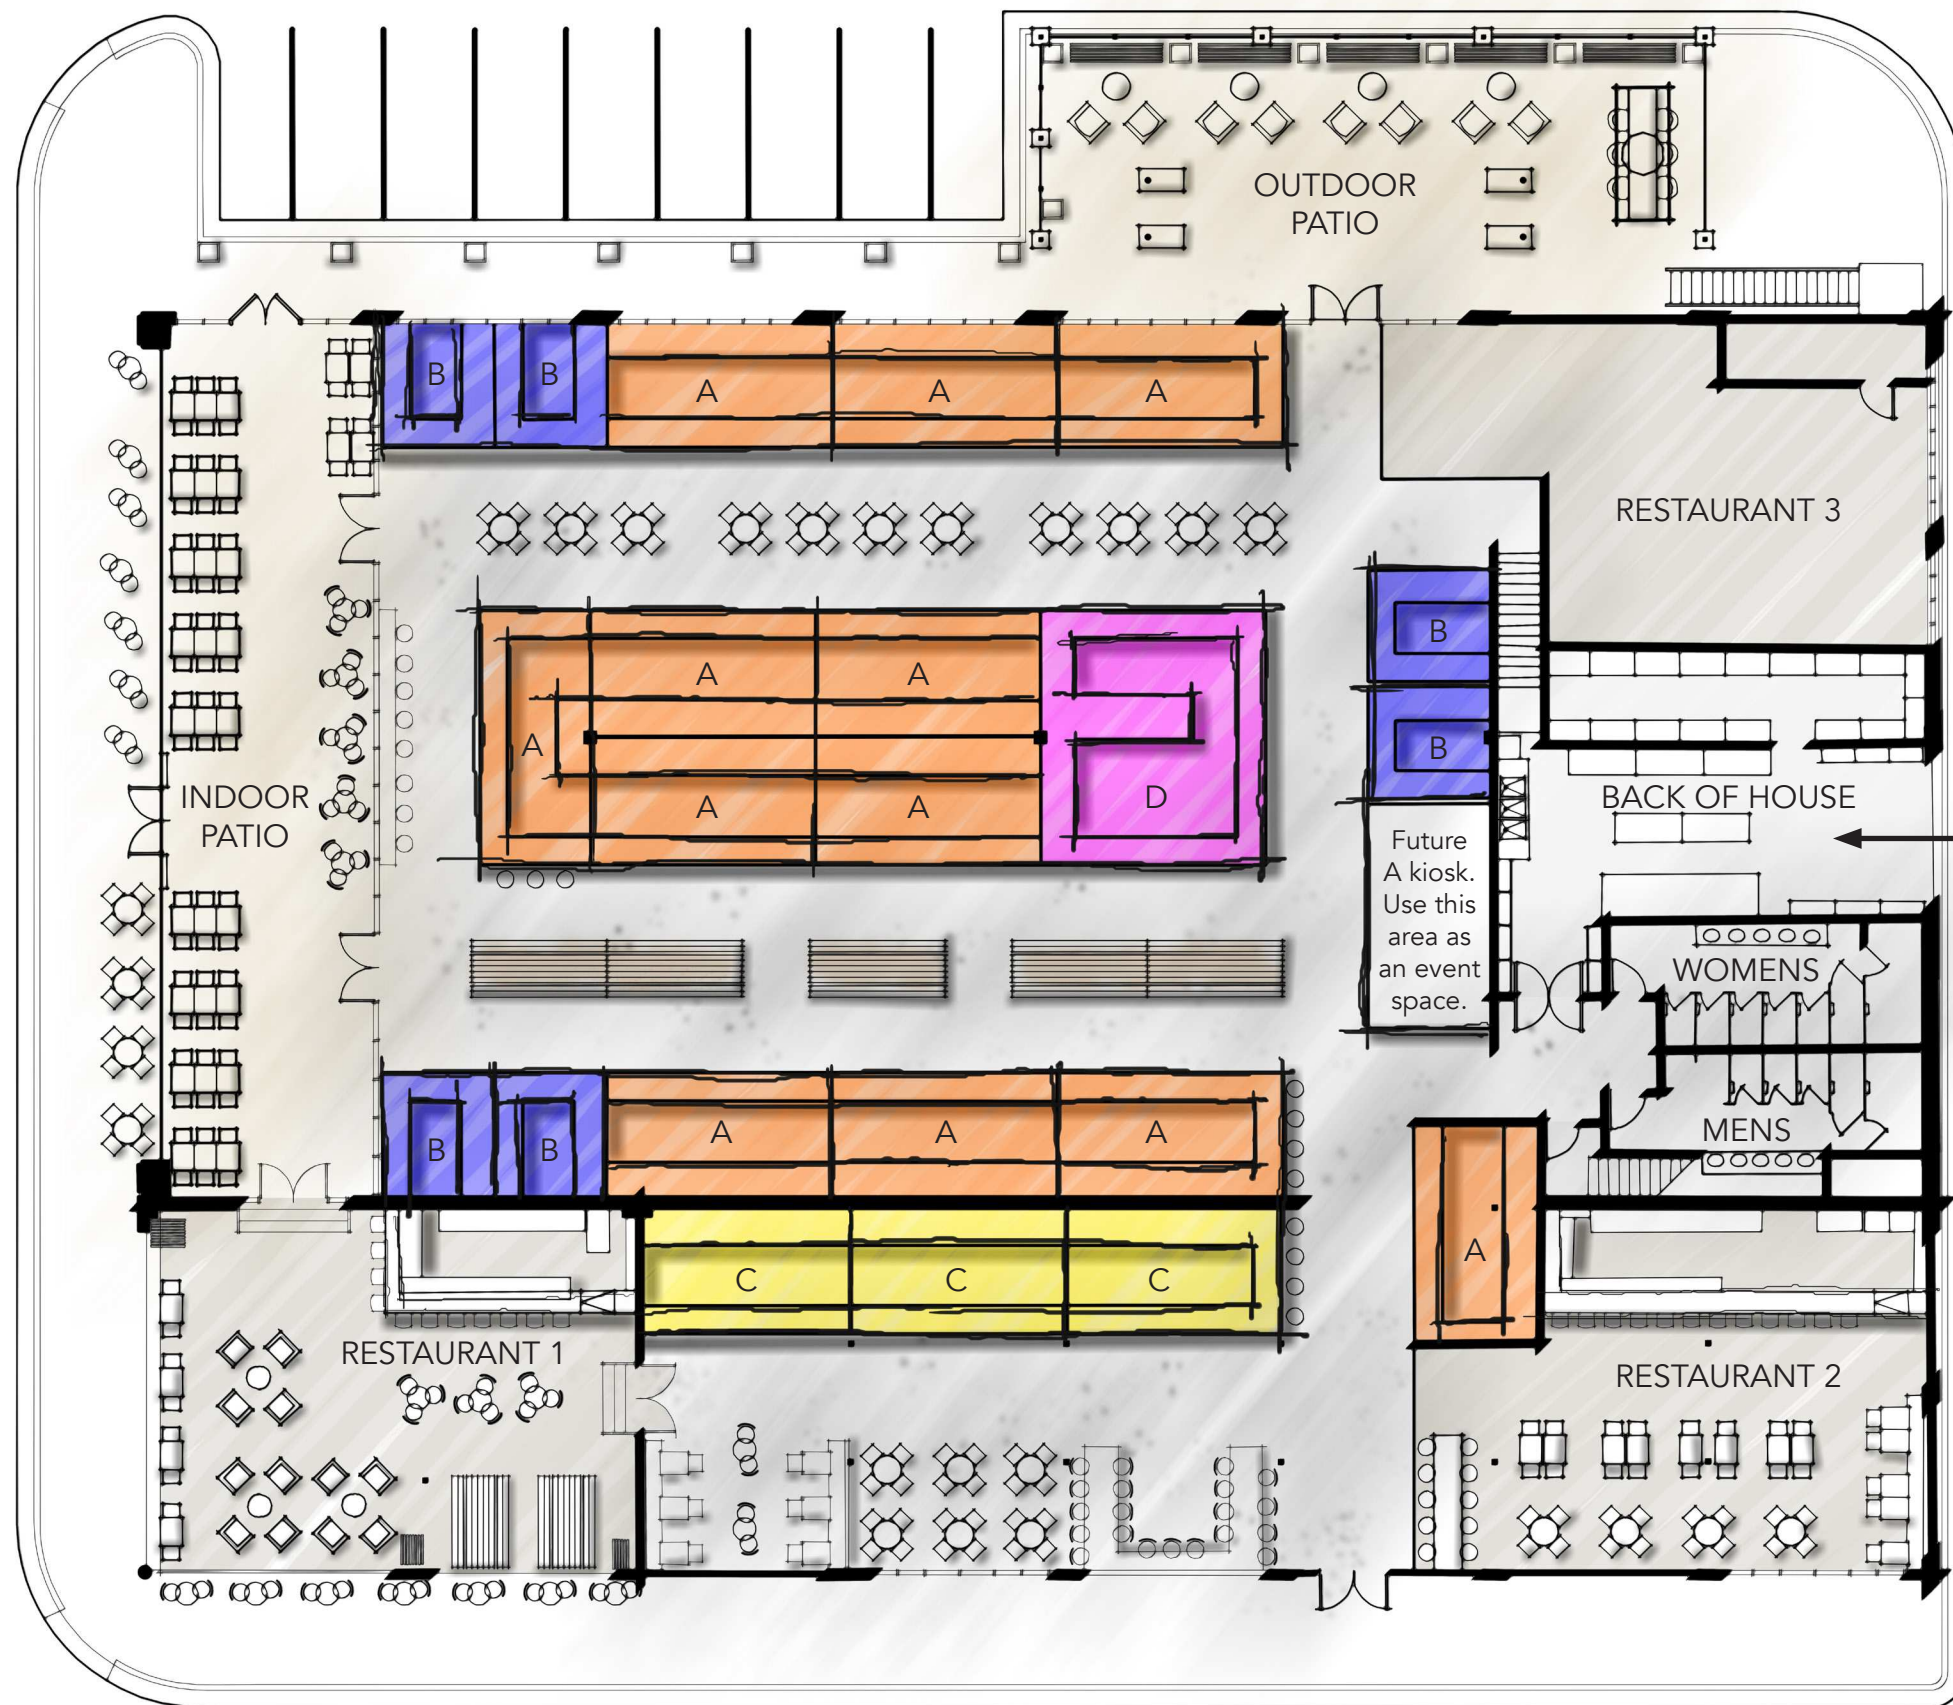 OUTDOOR
PATIO
B
B
A
A
A
RESTAURANT 3
B
A
A
B
A
D
A
A
INDOOR
PATIO
BACK OF HOUSE
Future
A kiosk.
Use this
area as
an event
space.
WOMENS
MENS
B
B
A
A
A
A
C
C
C
RESTAURANT 1
RESTAURANT 2